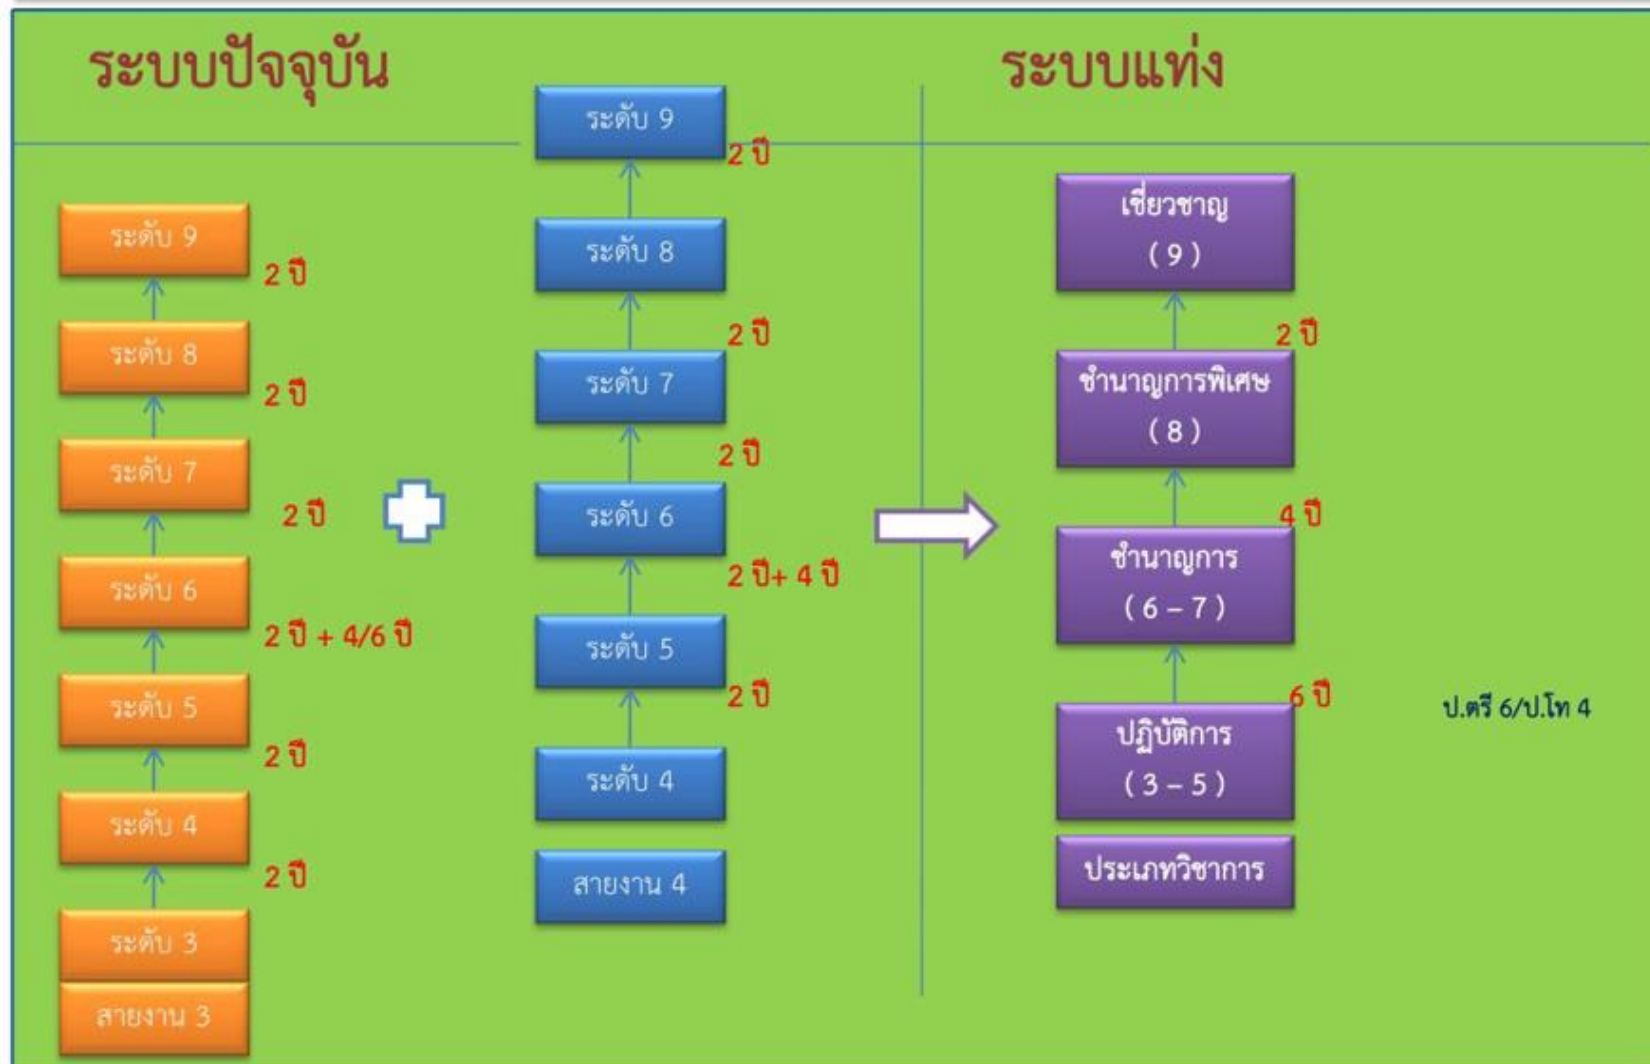 ระบบปัจจุบัน
ระดับ 9
2 ปี
ระดับ 8
2 ปี
ระดับ 7
2 ปี
ระดับ 6
2 ปี + 4/6 ปี
ระดับ 5
2 ปี
ระดับ 4
2 ปี
ระดับ 3
สายงาน 3
ระดับ 9
2 ปี
ระดับ 8
2 ปี
ระดับ 7
2 ปี
ระดับ 6
2 ปี+ 4 ปี
ระดับ 5
2 ปี
ระดับ 4
สายงาน 4
ระบบแท่ง
เชี่ยวชาญ
( 9 )
2 ปี
ชำนาญการพิเศษ
( 8 )
4 ปี
ชำนาญการ
( 6 – 7 )
6 ปี
ป.ตรี 6/ป.โท 4
ปฏิบัติการ
( 3 – 5 )
ประเภทวิชาการ